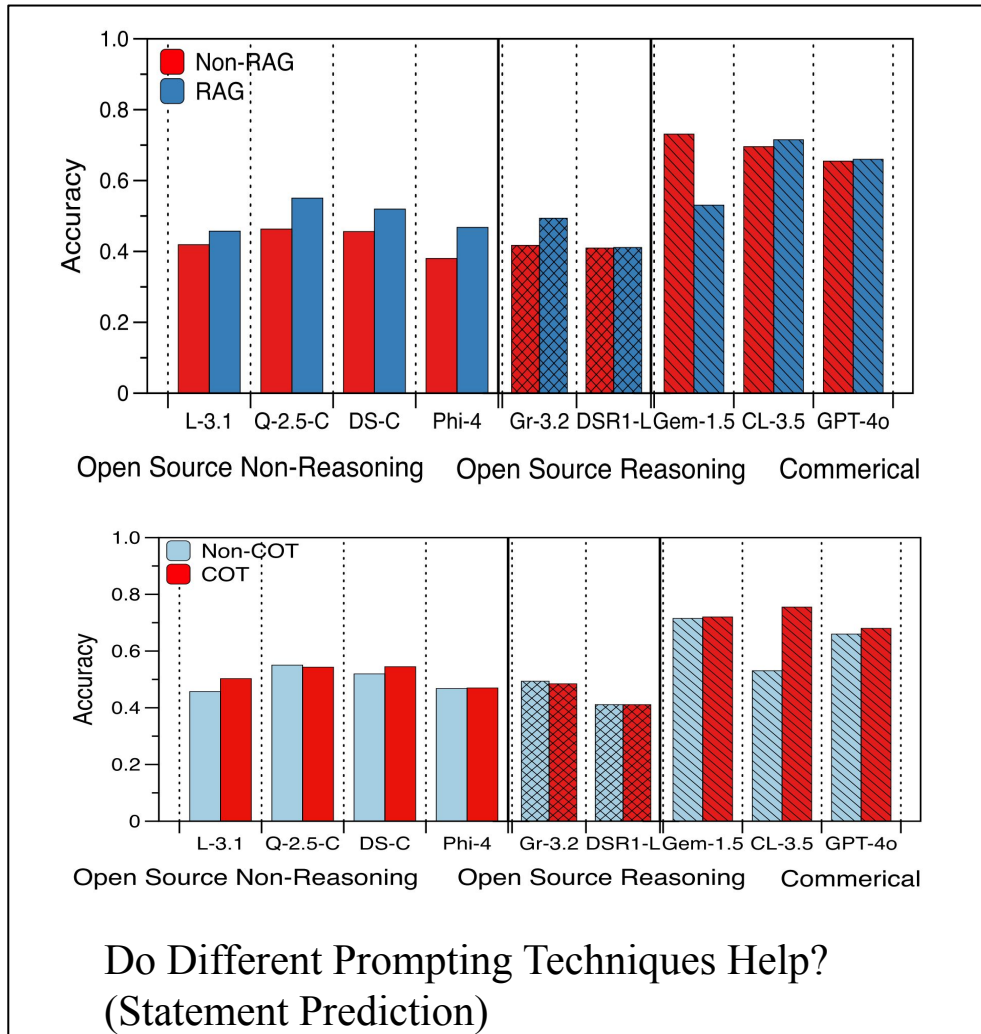 1.0
Non-RAG
RAG
0.8
0.6
Accuracy
0.4
0.2
0
L-3.1 Q-2.5-C DS-C Phi-4 Gr-3.2 DSR1-L Gem-1.5 CL-3.5 GPT-4o
Open Source Non-Reasoning Open Source Reasoning Commerical
1.0
Non-COT
COT
0.8
0.6
Accuracy
0.4
0.2
0
L-3.1 Q-2.5-C DS-C Phi-4 Gr-3.2 DSR1-L Gem-1.5 CL-3.5 GPT-4o
Open Source Non-Reasoning Open Source Reasoning Commerical
Do Different Prompting Techniques Help?
(Statement Prediction)